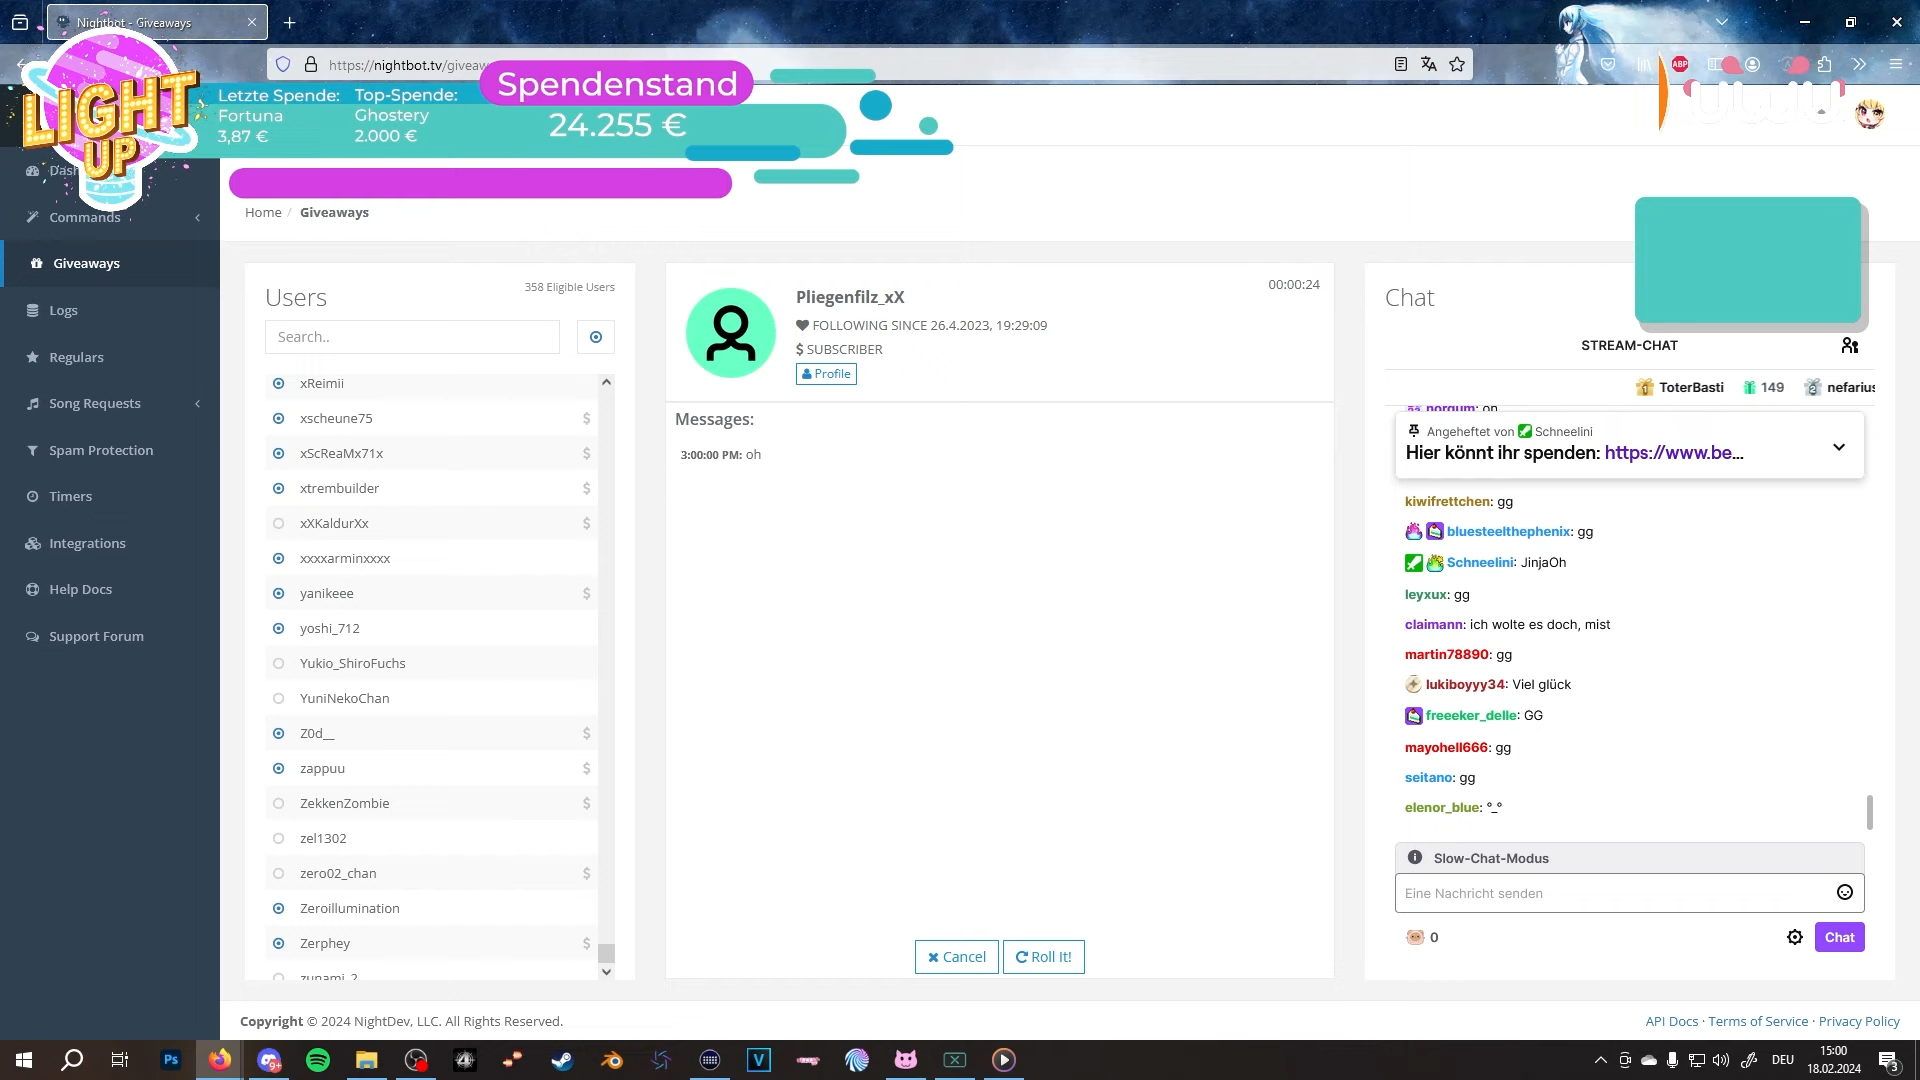 Nightbot - Giveaways
https://nightbot.tv/giveaw
LIGHT
UP
Letzte Spende:
Fortuna
3,87 €
Top-Spende:
Ghostery
2.000 €
Spendenstand
24.255 €
ABP
Dash
Commands
Giveaways
Logs
Regulars
Song Requests
Spam Protection
Timers
Integrations
Help Docs
Support Forum
Home / Giveaways
Users
358 Eligible Users
Search..
xReimii
xscheune75 $
xScReaMx71x $
xtrembuilder $
xXKaldurXx $
xxxxarminxxxx
yanikeee $
yoshi_712
Yukio_ShiroFuchs
YuniNekoChan
Z0d__ $
zappuu $
ZekkenZombie $
zel1302
zero02_chan $
Zeroillumination
Zerphey $
zunami_2
Pliegenfilz_xX
00:00:24
FOLLOWING SINCE 26.4.2023, 19:29:09
$ SUBSCRIBER
Profile
Messages:
3:00:00 PM: oh
Cancel
Roll It!
Chat
STREAM-CHAT
1 ToterBasti 149 2 nefarius
Angeheftet von Schneelini
Hier könnt ihr spenden: https://www.be...
kiwifrettchen: gg
bluesteelthephenix: gg
Schneelini: JinjaOh
leyxux: gg
claimann: ich wolte es doch, mist
martin78890: gg
lukiboyyy34: Viel glück
freeeker_delle: GG
mayohell666: gg
seitano: gg
elenor_blue: °_°
Slow-Chat-Modus
Eine Nachricht senden
0
Chat
Copyright © 2024 NightDev, LLC. All Rights Reserved.
API Docs · Terms of Service · Privacy Policy
Ps
9+
V
DEU
15:00
18.02.2024
3